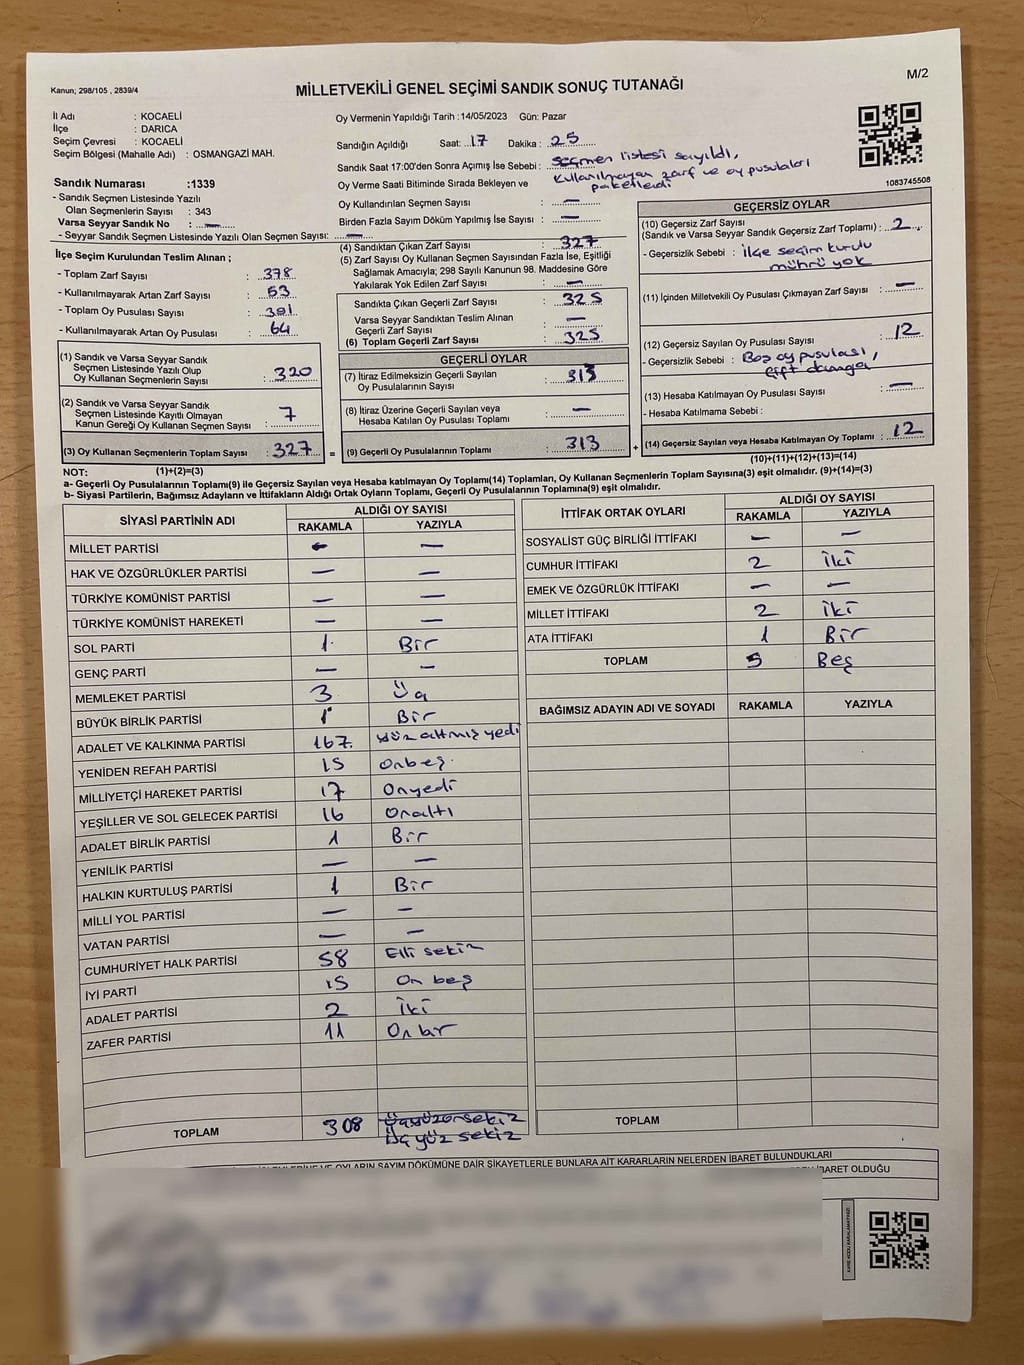 M/2
Kanun; 298/105 , 2839/4
MİLLETVEKİLİ GENEL SEÇİMİ SANDIK SONUÇ TUTANAĞI
İl Adı : KOCAELİ
İlçe : DARICA
Seçim Çevresi : KOCAELİ
Seçim Bölgesi (Mahalle Adı) : OSMANGAZİ MAH.
Sandık Numarası :1339
- Sandık Seçmen Listesinde Yazılı
Olan Seçmenlerin Sayısı : 343
Varsa Seyyar Sandık No : —
- Seyyar Sandık Seçmen Listesinde Yazılı Olan Seçmen Sayısı: —
Oy Vermenin Yapıldığı Tarih :14/05/2023 Gün: Pazar
Sandığın Açıldığı Saat: 17 Dakika : 25
Sandık Saat 17:00'den Sonra Açımış İse Sebebi : Seçmen listesi sayıldı,
kullanılmayan zarf ve oy pusulaları
paketlendi
Oy Verme Saati Bitiminde Sırada Bekleyen ve
Oy Kullandırılan Seçmen Sayısı : —
Birden Fazla Sayım Döküm Yapılmış İse Sayısı : —
1083745508
İlçe Seçim Kurulundan Teslim Alınan ;
- Toplam Zarf Sayısı : 378
- Kullanılmayarak Artan Zarf Sayısı : 53
- Toplam Oy Pusulası Sayısı : 391
- Kullanılmayarak Artan Oy Pusulası : 64
(1) Sandık ve Varsa Seyyar Sandık
Seçmen Listesinde Yazılı Olup
Oy Kullanan Seçmenlerin Sayısı : 320
(2) Sandık ve Varsa Seyyar Sandık
Seçmen Listesinde Kayıtlı Olmayan
Kanun Gereği Oy Kullanan Seçmen Sayısı : 7
(3) Oy Kullanan Seçmenlerin Toplam Sayısı : 327 =
(4) Sandıktan Çıkan Zarf Sayısı : 327
(5) Zarf Sayısı Oy Kullanan Seçmen Sayısından Fazla İse, Eşitliği
Sağlamak Amacıyla; 298 Sayılı Kanunun 98. Maddesine Göre
Yakılarak Yok Edilen Zarf Sayısı : —
Sandıkta Çıkan Geçerli Zarf Sayısı : 325
Varsa Seyyar Sandıktan Teslim Alınan
Geçerli Zarf Sayısı : —
(6) Toplam Geçerli Zarf Sayısı : 325
GEÇERLİ OYLAR
(7) İtiraz Edilmeksizin Geçerli Sayılan
Oy Pusulalarının Sayısı : 313
(8) İtiraz Üzerine Geçerli Sayılan veya
Hesaba Katılan Oy Pusulası Toplamı : —
(9) Geçerli Oy Pusulalarının Toplamı : 313 +
GEÇERSİZ OYLAR
(10) Geçersiz Zarf Sayısı
(Sandık ve Varsa Seyyar Sandık Geçersiz Zarf Toplamı) : 2
- Geçersizlik Sebebi : ilçe seçim kurulu
mührü yok
(11) İçinden Milletvekili Oy Pusulası Çıkmayan Zarf Sayısı : —
(12) Geçersiz Sayılan Oy Pusulası Sayısı : 12
- Geçersizlik Sebebi : Boş oy pusulası,
çift damga
(13) Hesaba Katılmayan Oy Pusulası Sayısı : —
- Hesaba Katılmama Sebebi :
(14) Geçersiz Sayılan veya Hesaba Katılmayan Oy Toplamı : 12
(10)+(11)+(12)+(13)=(14)
NOT: (1)+(2)=(3)
a- Geçerli Oy Pusulalarının Toplamı(9) ile Geçersiz Sayılan veya Hesaba katılmayan Oy Toplamı(14) Toplamları, Oy Kullanan Seçmenlerin Toplam Sayısına(3) eşit olmalıdır. (9)+(14)=(3)
b- Siyasi Partilerin, Bağımsız Adayların ve İttifakların Aldığı Ortak Oyların Toplamı, Geçerli Oy Pusulalarının Toplamına(9) eşit olmalıdır.
SİYASİ PARTİNİN ADI ALDIĞI OY SAYISI
RAKAMLA YAZIYLA
MİLLET PARTİSİ — —
HAK VE ÖZGÜRLÜKLER PARTİSİ — —
TÜRKİYE KOMÜNİST PARTİSİ — —
TÜRKİYE KOMÜNİST HAREKETİ — —
SOL PARTİ 1 Bir
GENÇ PARTİ — —
MEMLEKET PARTİSİ 3 Üç
BÜYÜK BİRLİK PARTİSİ 1 Bir
ADALET VE KALKINMA PARTİSİ 167 yüz altmış yedi
YENİDEN REFAH PARTİSİ 15 onbeş
MİLLİYETÇİ HAREKET PARTİSİ 17 Onyedi
YEŞİLLER VE SOL GELECEK PARTİSİ 16 Onaltı
ADALET BİRLİK PARTİSİ 1 Bir
YENİLİK PARTİSİ — —
HALKIN KURTULUŞ PARTİSİ 1 Bir
MİLLİ YOL PARTİSİ — —
VATAN PARTİSİ — —
CUMHURİYET HALK PARTİSİ 58 Elli sekiz
İYİ PARTİ 15 On beş
ADALET PARTİSİ 2 İki
ZAFER PARTİSİ 11 On bir
TOPLAM 308 Üçyüzonsekiz
Üç yüz sekiz
İTTİFAK ORTAK OYLARI ALDIĞI OY SAYISI
RAKAMLA YAZIYLA
SOSYALİST GÜÇ BİRLİĞİ İTTİFAKI — —
CUMHUR İTTİFAKI 2 İki
EMEK VE ÖZGÜRLÜK İTTİFAKI — —
MİLLET İTTİFAKI 2 İki
ATA İTTİFAKI 1 Bir
TOPLAM 5 Beş
BAĞIMSIZ ADAYIN ADI VE SOYADI RAKAMLA YAZIYLA
TOPLAM
OYLARIN SAYIM DÖKÜMÜNE DAİR ŞİKAYETLERLE BUNLARA AİT KARARLARIN NELERDEN İBARET BULUNDUKLARI
İBARET OLDUĞU